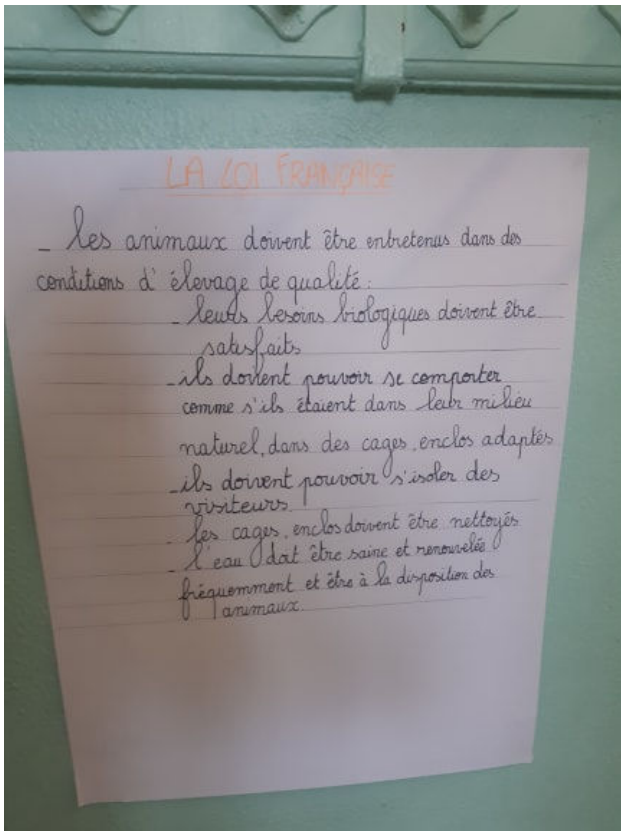 LA LOI FRANÇAISE
- les animaux doivent être entretenus dans des
conditions d'élevage de qualité :
- leurs besoins biologiques doivent être
satisfaits
- ils doivent pouvoir se comporter
comme s'ils étaient dans leur milieu
naturel, dans des cages, enclos adaptés
- ils doivent pouvoir s'isoler des
visiteurs.
- les cages, enclos doivent être nettoyés
- l'eau doit être saine et renouvelée
fréquemment et être à la disposition des
animaux